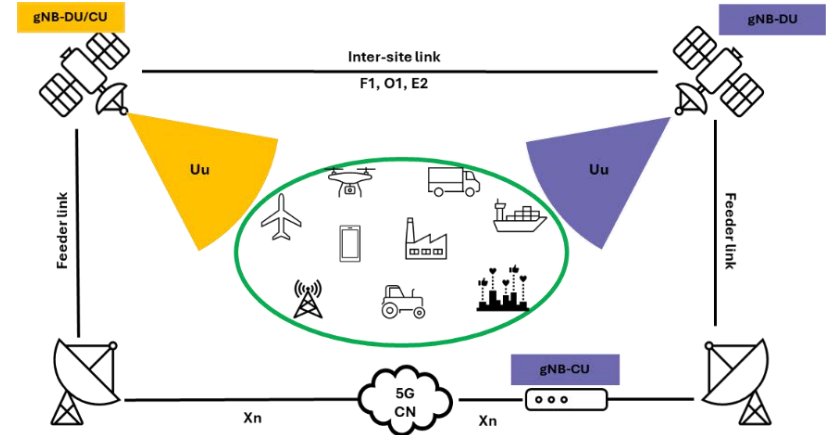 gNB-DU/CU
gNB-DU
Inter-site link
F1, O1, E2
Uu
Uu
Feeder link
Feeder link
gNB-CU
5G
CN
Xn
Xn